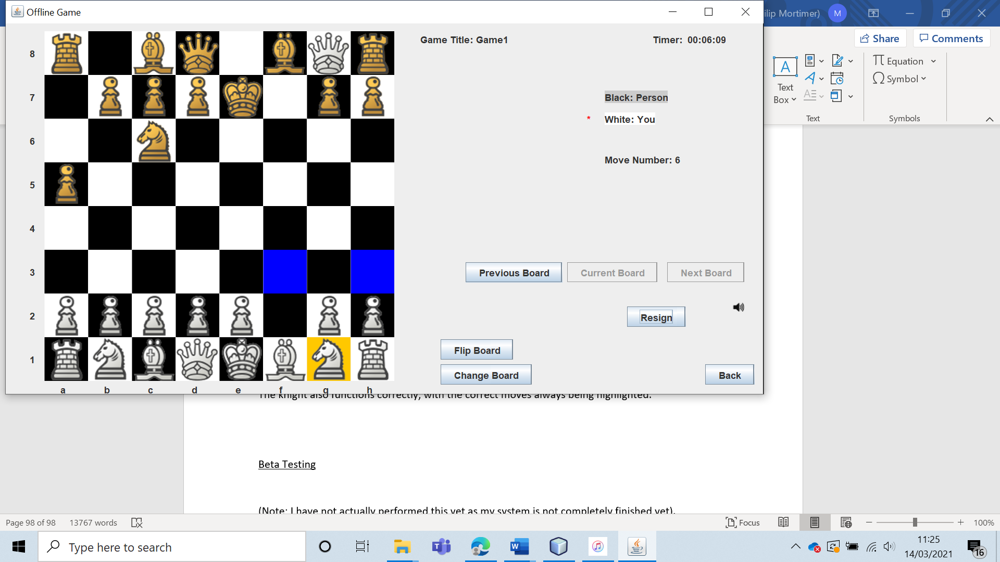 Offline Game
ilip Mortimer)
M
Share
Comments
Game Title: Game1
Timer: 00:06:09
8
7
6
5
4
3
2
1
a b c d e f g h
Black: Person
* White: You
Move Number: 6
Previous Board
Current Board
Next Board
Resign
Flip Board
Change Board
Back
A
Text
Box
Equation
Symbol
Text
Symbols
The knight also functions correctly, with the correct moves always being highlighted.
Beta Testing
(Note: I have not actually performed this yet as my system is not completely finished yet).
Page 98 of 98
13767 words
Focus
100%
Type here to search
11:25
14/03/2021
16